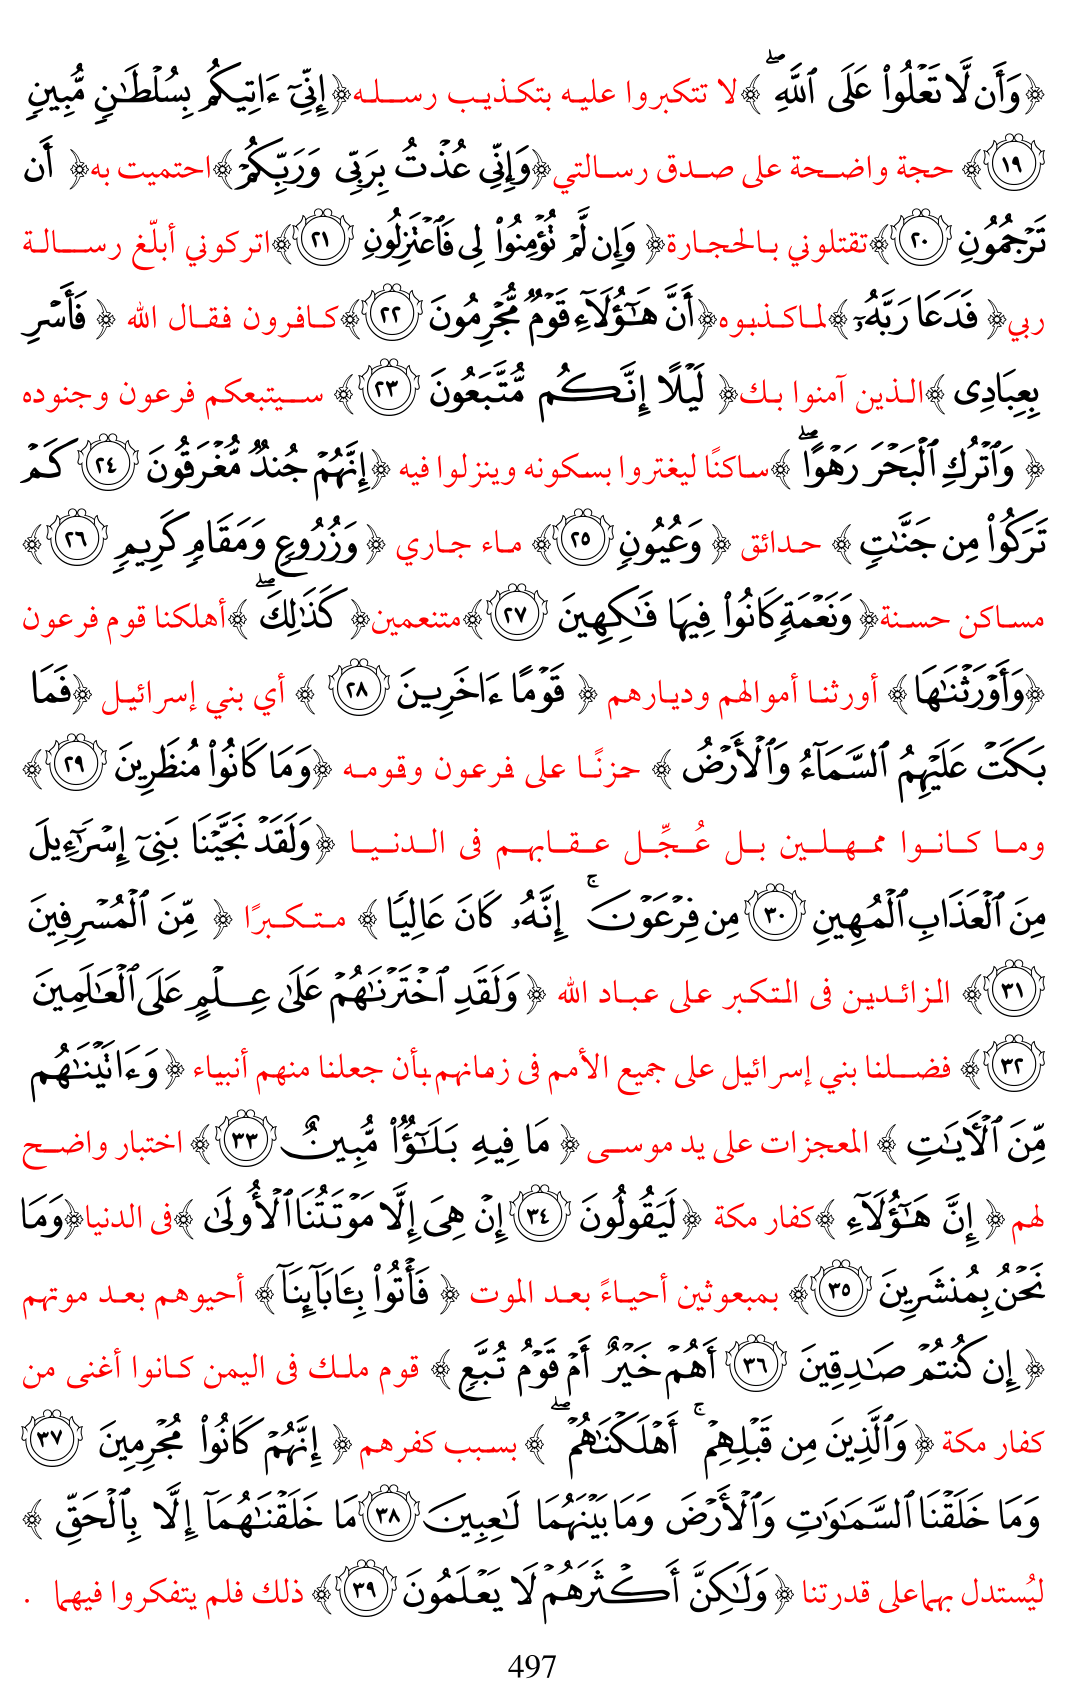 ﴿وَأَن لَّا تَعْلُوا۟ عَلَى ٱللَّهِ ۖ ﴾لا تتكبروا عليه بتكذيب رسله﴿إِنِّىٓ ءَاتِيكُم بِسُلْطَـٰنٍ مُّبِينٍ
١٩﴾ حجة واضحة على صدق رسالتي﴿وَإِنِّى عُذْتُ بِرَبِّى وَرَبِّكُمْ﴾احتميت به﴿ أَن
تَرْجُمُونِ ٢٠﴾تقتلوني بالحجارة﴿ وَإِن لَّمْ تُؤْمِنُوا۟ لِى فَٱعْتَزِلُونِ ٢١﴾اتركوني أبلّغ رسالة
ربي﴿ فَدَعَا رَبَّهُۥٓ ﴾لماكذبوه﴿أَنَّ هَـٰٓؤُلَآءِ قَوْمٌ مُّجْرِمُونَ ٢٢﴾كافرون فقال الله ﴿ فَأَسْرِ
بِعِبَادِى ﴾الذين آمنوا بك﴿ لَيْلًا إِنَّكُم مُّتَّبَعُونَ ٢٣﴾ سيتبعكم فرعون وجنوده
﴿ وَٱتْرُكِ ٱلْبَحْرَ رَهْوًا ۖ ﴾ساكنًا ليغتروا بسكونه وينزلوا فيه ﴿إِنَّهُمْ جُندٌ مُّغْرَقُونَ ٢٤ كَمْ
تَرَكُوا۟ مِن جَنَّـٰتٍ ﴾ حدائق ﴿ وَعُيُونٍ ٢٥﴾ ماء جاري ﴿ وَزُرُوعٍ وَمَقَامٍ كَرِيمٍ ٢٦﴾
مساكن حسنة﴿ وَنَعْمَةٍ كَانُوا۟ فِيهَا فَـٰكِهِينَ ٢٧﴾متنعمين﴿ كَذَٰلِكَ ۖ ﴾أهلكنا قوم فرعون
﴿وَأَوْرَثْنَـٰهَا﴾ أورثنا أموالهم وديارهم ﴿ قَوْمًا ءَاخَرِينَ ٢٨ ﴾ أي بني إسرائيل ﴿فَمَا
بَكَتْ عَلَيْهِمُ ٱلسَّمَآءُ وَٱلْأَرْضُ ﴾ حزنًا على فرعون وقومه ﴿وَمَا كَانُوا۟ مُنظَرِينَ ٢٩﴾
وما كانوا ممهلين بل عُجِّل عقابهم فى الدنيا ﴿وَلَقَدْ نَجَّيْنَا بَنِىٓ إِسْرَٰٓءِيلَ
مِنَ ٱلْعَذَابِ ٱلْمُهِينِ ٣٠ مِن فِرْعَوْنَ ۚ إِنَّهُۥ كَانَ عَالِيًا ﴾ متكبرًا ﴿ مِّنَ ٱلْمُسْرِفِينَ
٣١﴾ الزائدين فى التكبر على عباد الله ﴿ وَلَقَدِ ٱخْتَرْنَـٰهُمْ عَلَىٰ عِلْمٍ عَلَى ٱلْعَـٰلَمِينَ
٣٢﴾ فضلنا بني إسرائيل على جميع الأمم فى زمانهم بأن جعلنا منهم أنبياء ﴿ وَءَاتَيْنَـٰهُم
مِّنَ ٱلْـَٔايَـٰتِ ﴾ المعجزات على يد موسى ﴿ مَا فِيهِ بَلَـٰٓؤٌا۟ مُّبِينٌ ٣٣﴾ اختبار واضح
لهم ﴿ إِنَّ هَـٰٓؤُلَآءِ ﴾كفار مكة ﴿لَيَقُولُونَ ٣٤ إِنْ هِىَ إِلَّا مَوْتَتُنَا ٱلْأُولَىٰ ﴾فى الدنيا﴿وَمَا
نَحْنُ بِمُنشَرِينَ ٣٥﴾ بمبعوثين أحياءً بعد الموت ﴿ فَأْتُوا۟ بِـَٔابَآئِنَآ﴾ أحيوهم بعد موتهم
﴿ إِن كُنتُمْ صَـٰدِقِينَ ٣٦ أَهُمْ خَيْرٌ أَمْ قَوْمُ تُبَّعٍ ﴾ قوم ملك فى اليمن كانوا أغنى من
كفار مكة ﴿ وَٱلَّذِينَ مِن قَبْلِهِمْ ۚ أَهْلَكْنَـٰهُمْ ۖ ﴾ بسبب كفرهم ﴿ إِنَّهُمْ كَانُوا۟ مُجْرِمِينَ ٣٧
وَمَا خَلَقْنَا ٱلسَّمَـٰوَٰتِ وَٱلْأَرْضَ وَمَا بَيْنَهُمَا لَـٰعِبِينَ ٣٨ مَا خَلَقْنَـٰهُمَآ إِلَّا بِٱلْحَقِّ ﴾
ليُستدل بهماعلى قدرتنا ﴿ وَلَـٰكِنَّ أَكْثَرَهُمْ لَا يَعْلَمُونَ ٣٩﴾ ذلك فلم يتفكروا فيهما .
497